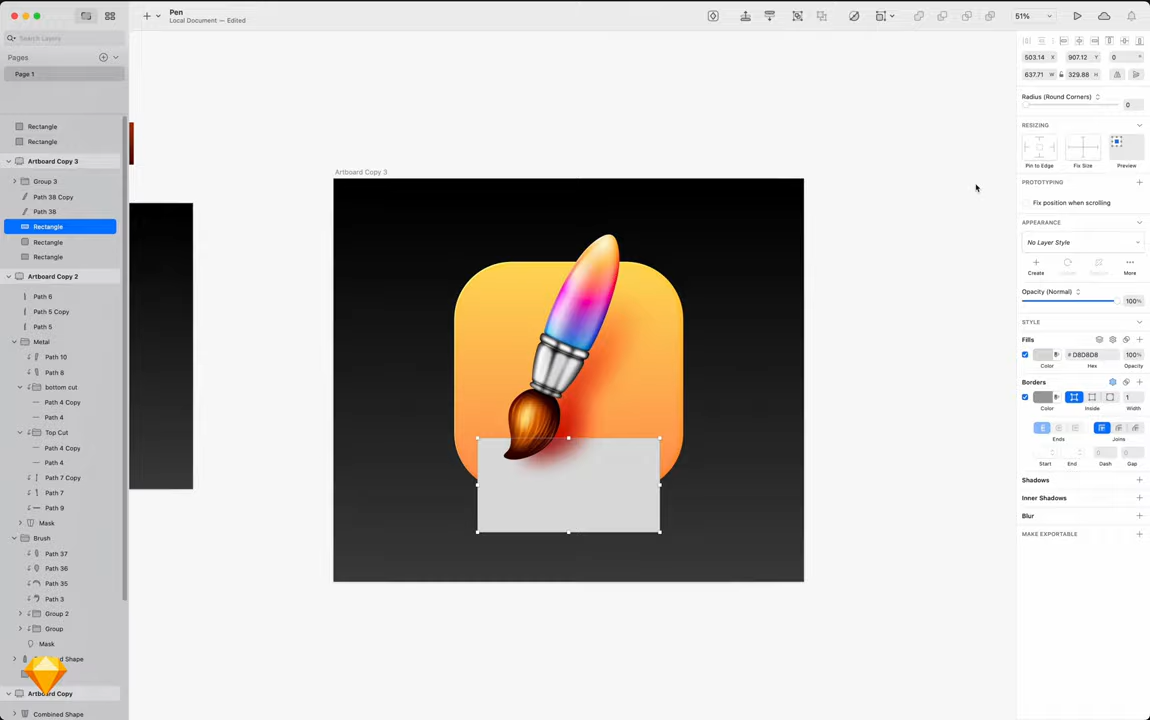 Pen
Local Document — Edited
51%
Search Layers
Pages
Page 1
Rectangle
Rectangle
Artboard Copy 3
Group 3
Path 38 Copy
Path 38
Rectangle
Rectangle
Rectangle
Artboard Copy 2
Path 6
Path 5 Copy
Path 5
Metal
Path 10
Path 8
bottom cut
Path 4 Copy
Path 4
Top Cut
Path 4 Copy
Path 4
Path 7 Copy
Path 7
Path 9
Mask
Brush
Path 37
Path 36
Path 35
Path 3
Group 2
Group
Mask
Shape
Artboard Copy
Combined Shape
Artboard Copy 3
503.14 X 907.12 Y 0 °
637.71 W 329.88 H
Radius (Round Corners) 0
RESIZING
Pin to Edge Fix Size Preview
PROTOTYPING
Fix position when scrolling
APPEARANCE
No Layer Style
Create More
Opacity (Normal) 100%
STYLE
Fills
# D8D8D8 100%
Color Hex Opacity
Borders
1
Color Inside Width
Ends Joins
0 0
Start End Dash Gap
Shadows
Inner Shadows
Blur
MAKE EXPORTABLE